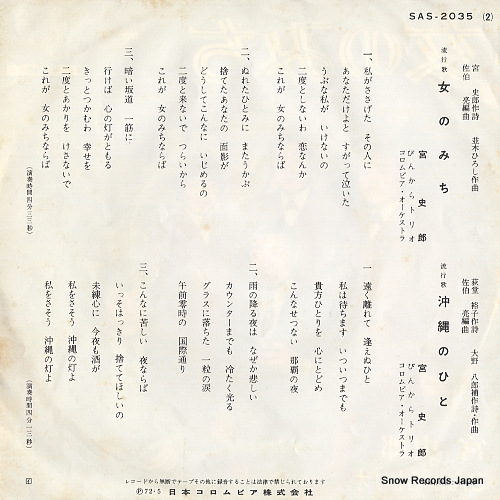 SAS-2035 (2)
流行歌
女のみち
宮 史郎作詩 並木ひろし作曲
佐伯 亮編曲
宮 史郎
ぴんからトリオ
コロムビア・オーケストラ
一、私がささげた その人に
あなただけよと すがって泣いた
うぶな私が いけないの
二度としないわ 恋なんか
これが 女のみちならば
二、ぬれたひとみに またうかぶ
捨てたあなたの 面影が
どうしてこんなに いじめるの
二度と来ないで つらいから
これが 女のみちならば
三、暗い坂道 一筋に
行けば 心の灯がともる
きっとつかむわ 幸せを
二度とあかりを けさないで
これが 女のみちならば
(演奏時間四分三三秒)
流行歌
沖縄のひと
萩堂 裕子作詩 大野 八郎補作詩・作曲
佐伯 亮編曲
宮 史郎
ぴんからトリオ
コロムビア・オーケストラ
一 遠く離れて 逢えぬひと
私は待ちます いついつまでも
貴方ひとりを 心にとどめ
こんなせつない 那覇の夜
二、雨の降る夜は なぜか悲しい
カウンターまでも 冷たく光る
グラスに落ちた 一粒の涙
午前零時の 国際通り
三、こんなに苦しい 夜ならば
いっそはっきり 捨ててほしいの
未練心に 今夜も酒が
私をさそう 沖縄の灯よ
私をさそう 沖縄の灯よ
(演奏時間四分一三秒)
レコードから無断でテープその他に録音することは法律で禁じられております
Ⓟ72・5 日本コロムビア株式会社
Snow Records Japan